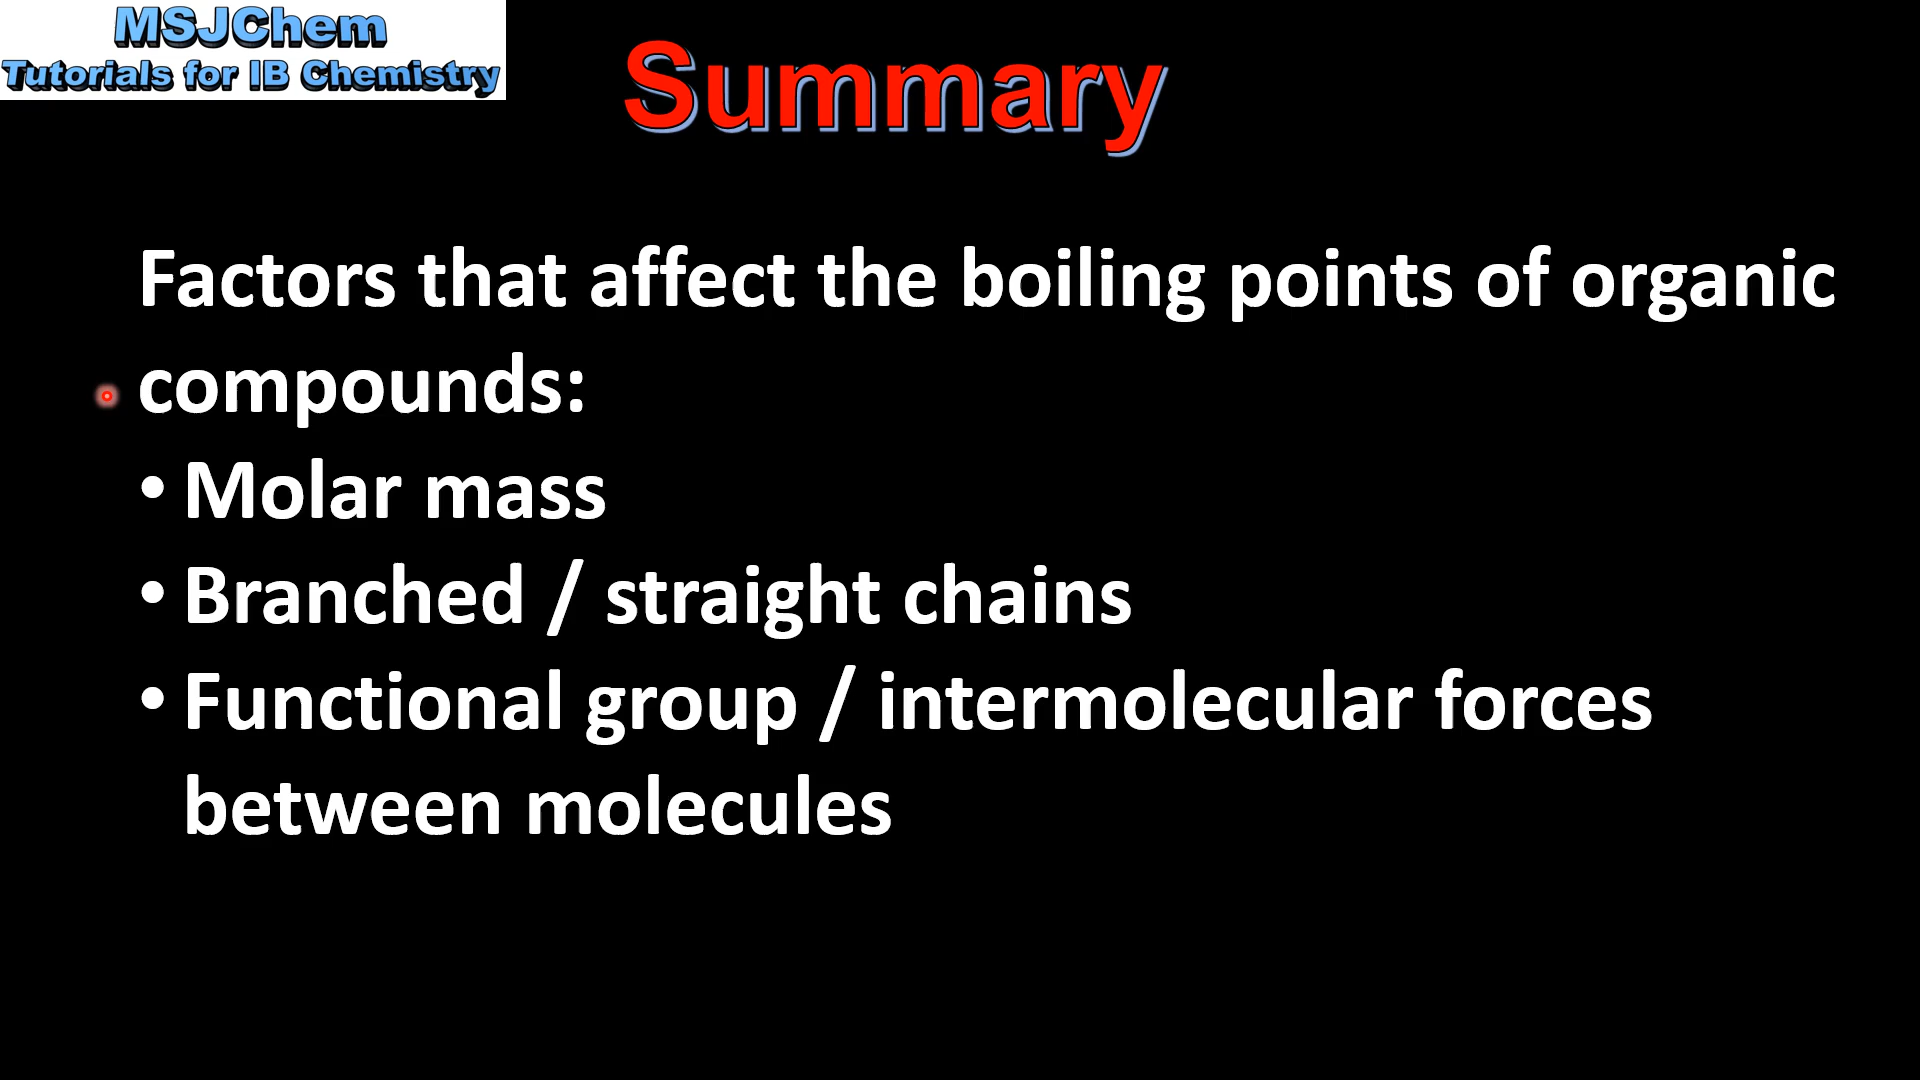 MSJChem
Tutorials for IB Chemistry
Summary
Factors that affect the boiling points of organic
compounds:
• Molar mass
• Branched / straight chains
• Functional group / intermolecular forces
between molecules